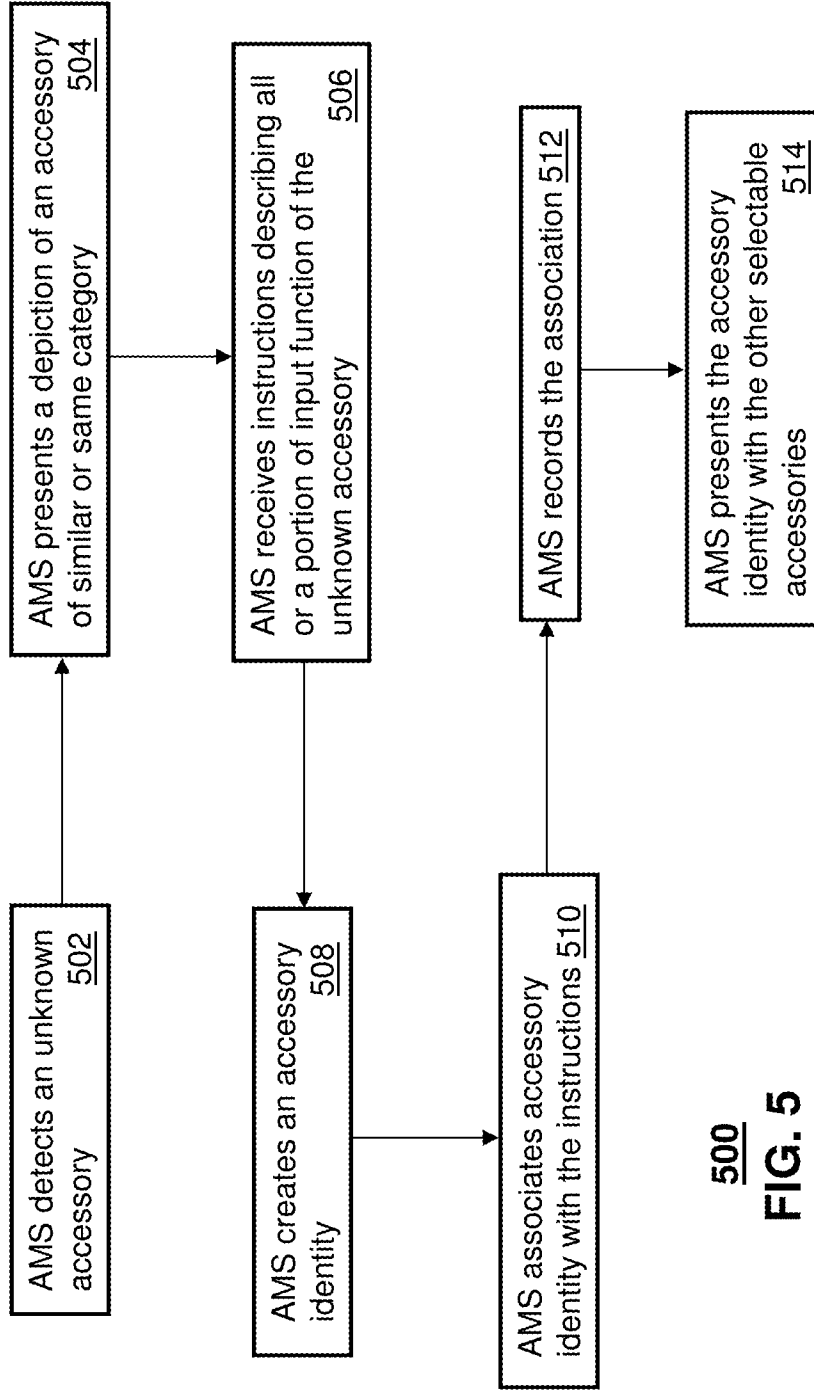 AMS detects an unknown
accessory
502
AMS presents a depiction of an accessory
of similar or same category
504
AMS receives instructions describing all
or a portion of input function of the
unknown accessory
506
AMS creates an accessory
identity
508
AMS associates accessory
identity with the instructions 510
AMS records the association 512
AMS presents the accessory
identity with the other selectable
accessories
514
500
FIG. 5